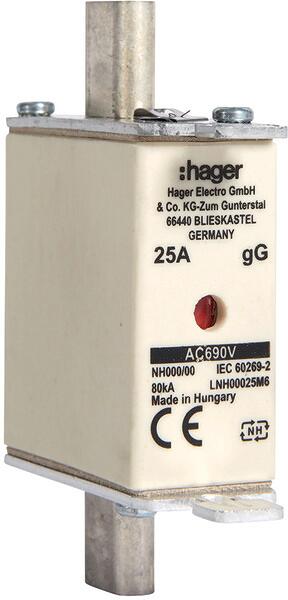 :hager
Hager Electro GmbH
& Co. KG-Zum Gunterstal
66440 BLIESKASTEL
GERMANY
25A gG
AC690V
NH000/00 IEC 60269-2
80kA LNH00025M6
Made in Hungary
CE NH